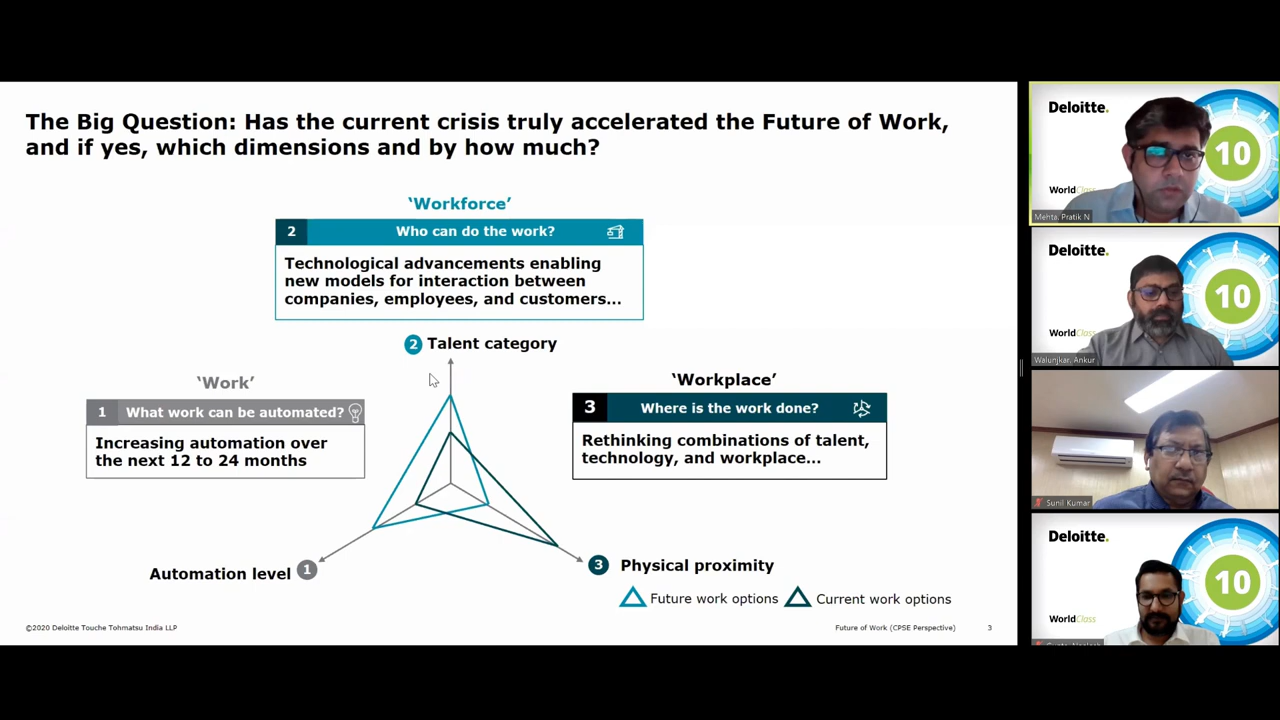 The Big Question: Has the current crisis truly accelerated the Future of Work,
and if yes, which dimensions and by how much?
‘Workforce’
2 Who can do the work?
Technological advancements enabling
new models for interaction between
companies, employees, and customers...
2 Talent category
‘Work’
1 What work can be automated?
Increasing automation over
the next 12 to 24 months
‘Workplace’
3 Where is the work done?
Rethinking combinations of talent,
technology, and workplace...
Automation level 1
3 Physical proximity
Future work options
Current work options
©2020 Deloitte Touche Tohmatsu India LLP
Future of Work (CPSE Perspective)
3
Deloitte.
10
WorldClass
Mehta, Pratik N
Deloitte.
10
WorldClass
Walunjkar, Ankur
Sunil Kumar
Deloitte.
10
WorldClass